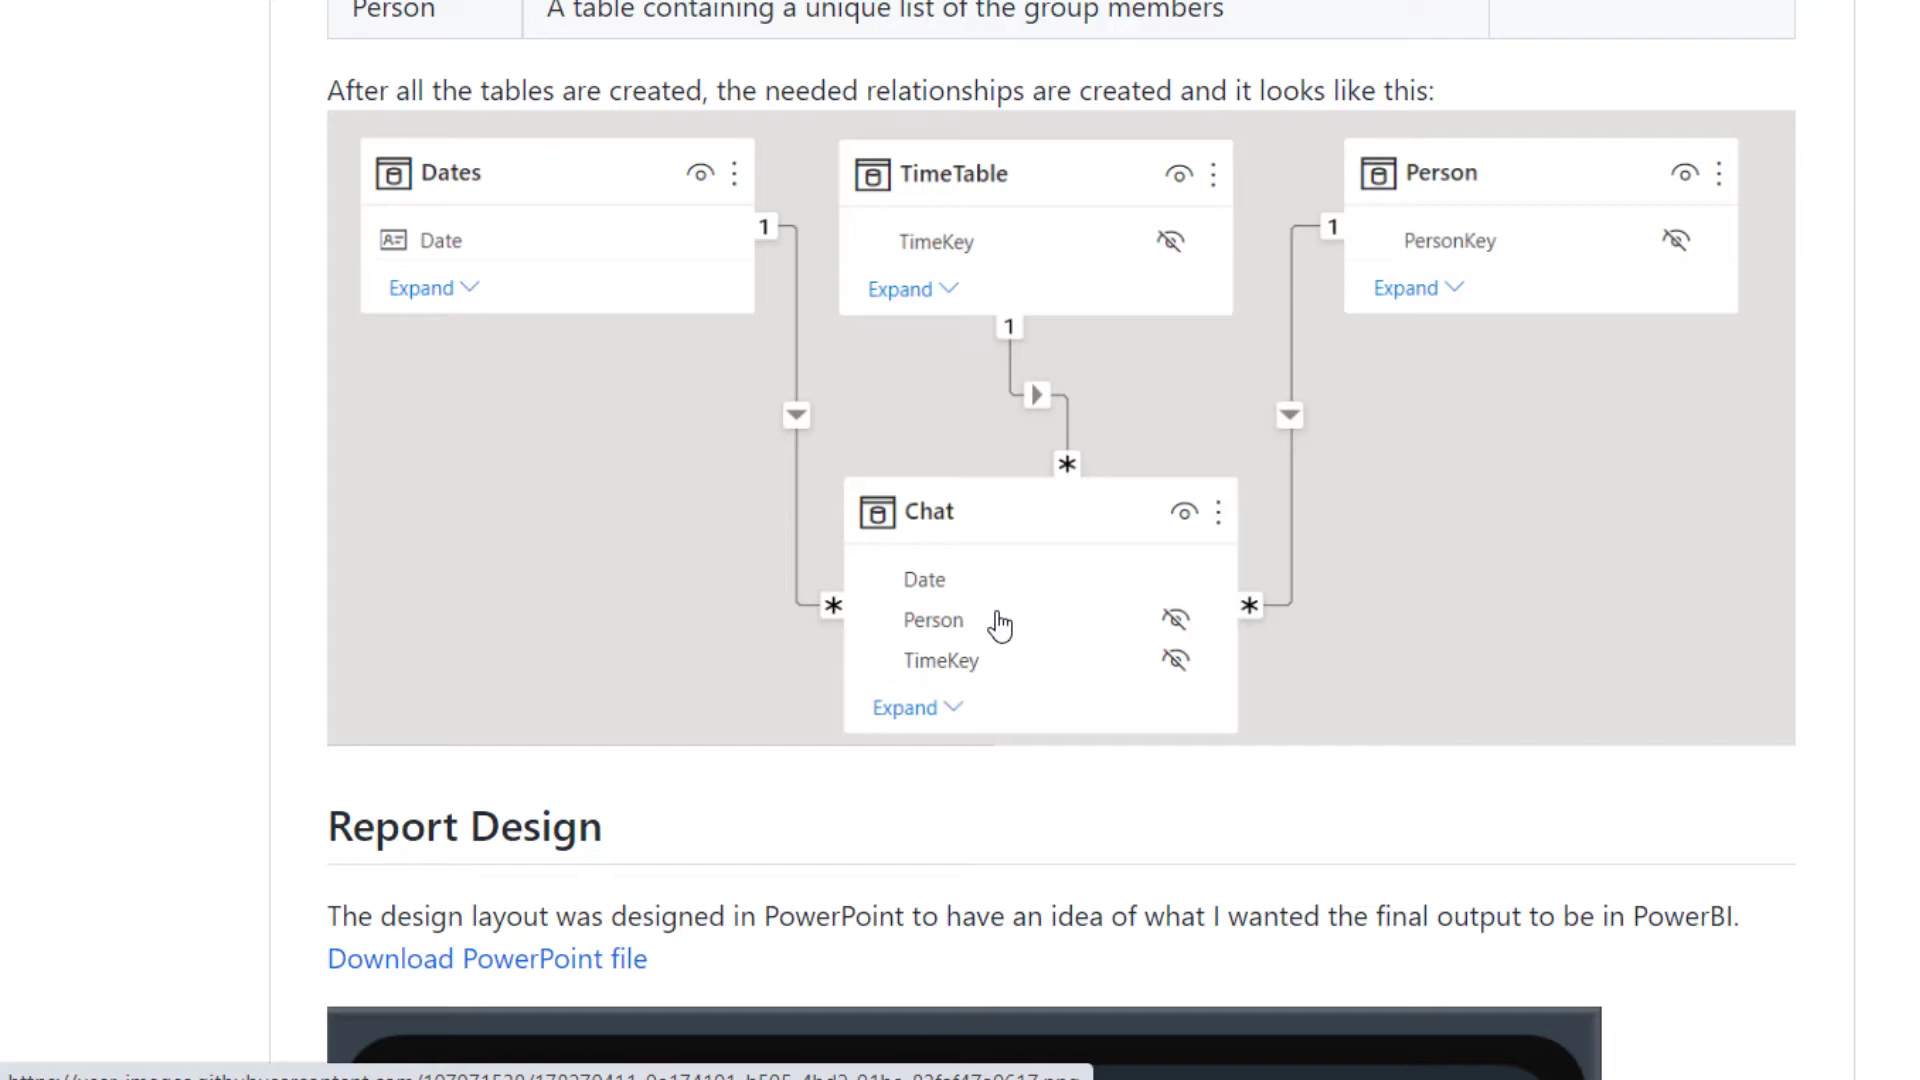 Person A table containing a unique list of the group members
After all the tables are created, the needed relationships are created and it looks like this:
Dates
Date
Expand
1
TimeTable
TimeKey
Expand
1
Person
PersonKey
Expand
1
*
Chat
Date
Person
TimeKey
Expand
*
*
Report Design
The design layout was designed in PowerPoint to have an idea of what I wanted the final output to be in PowerBI.
Download PowerPoint file